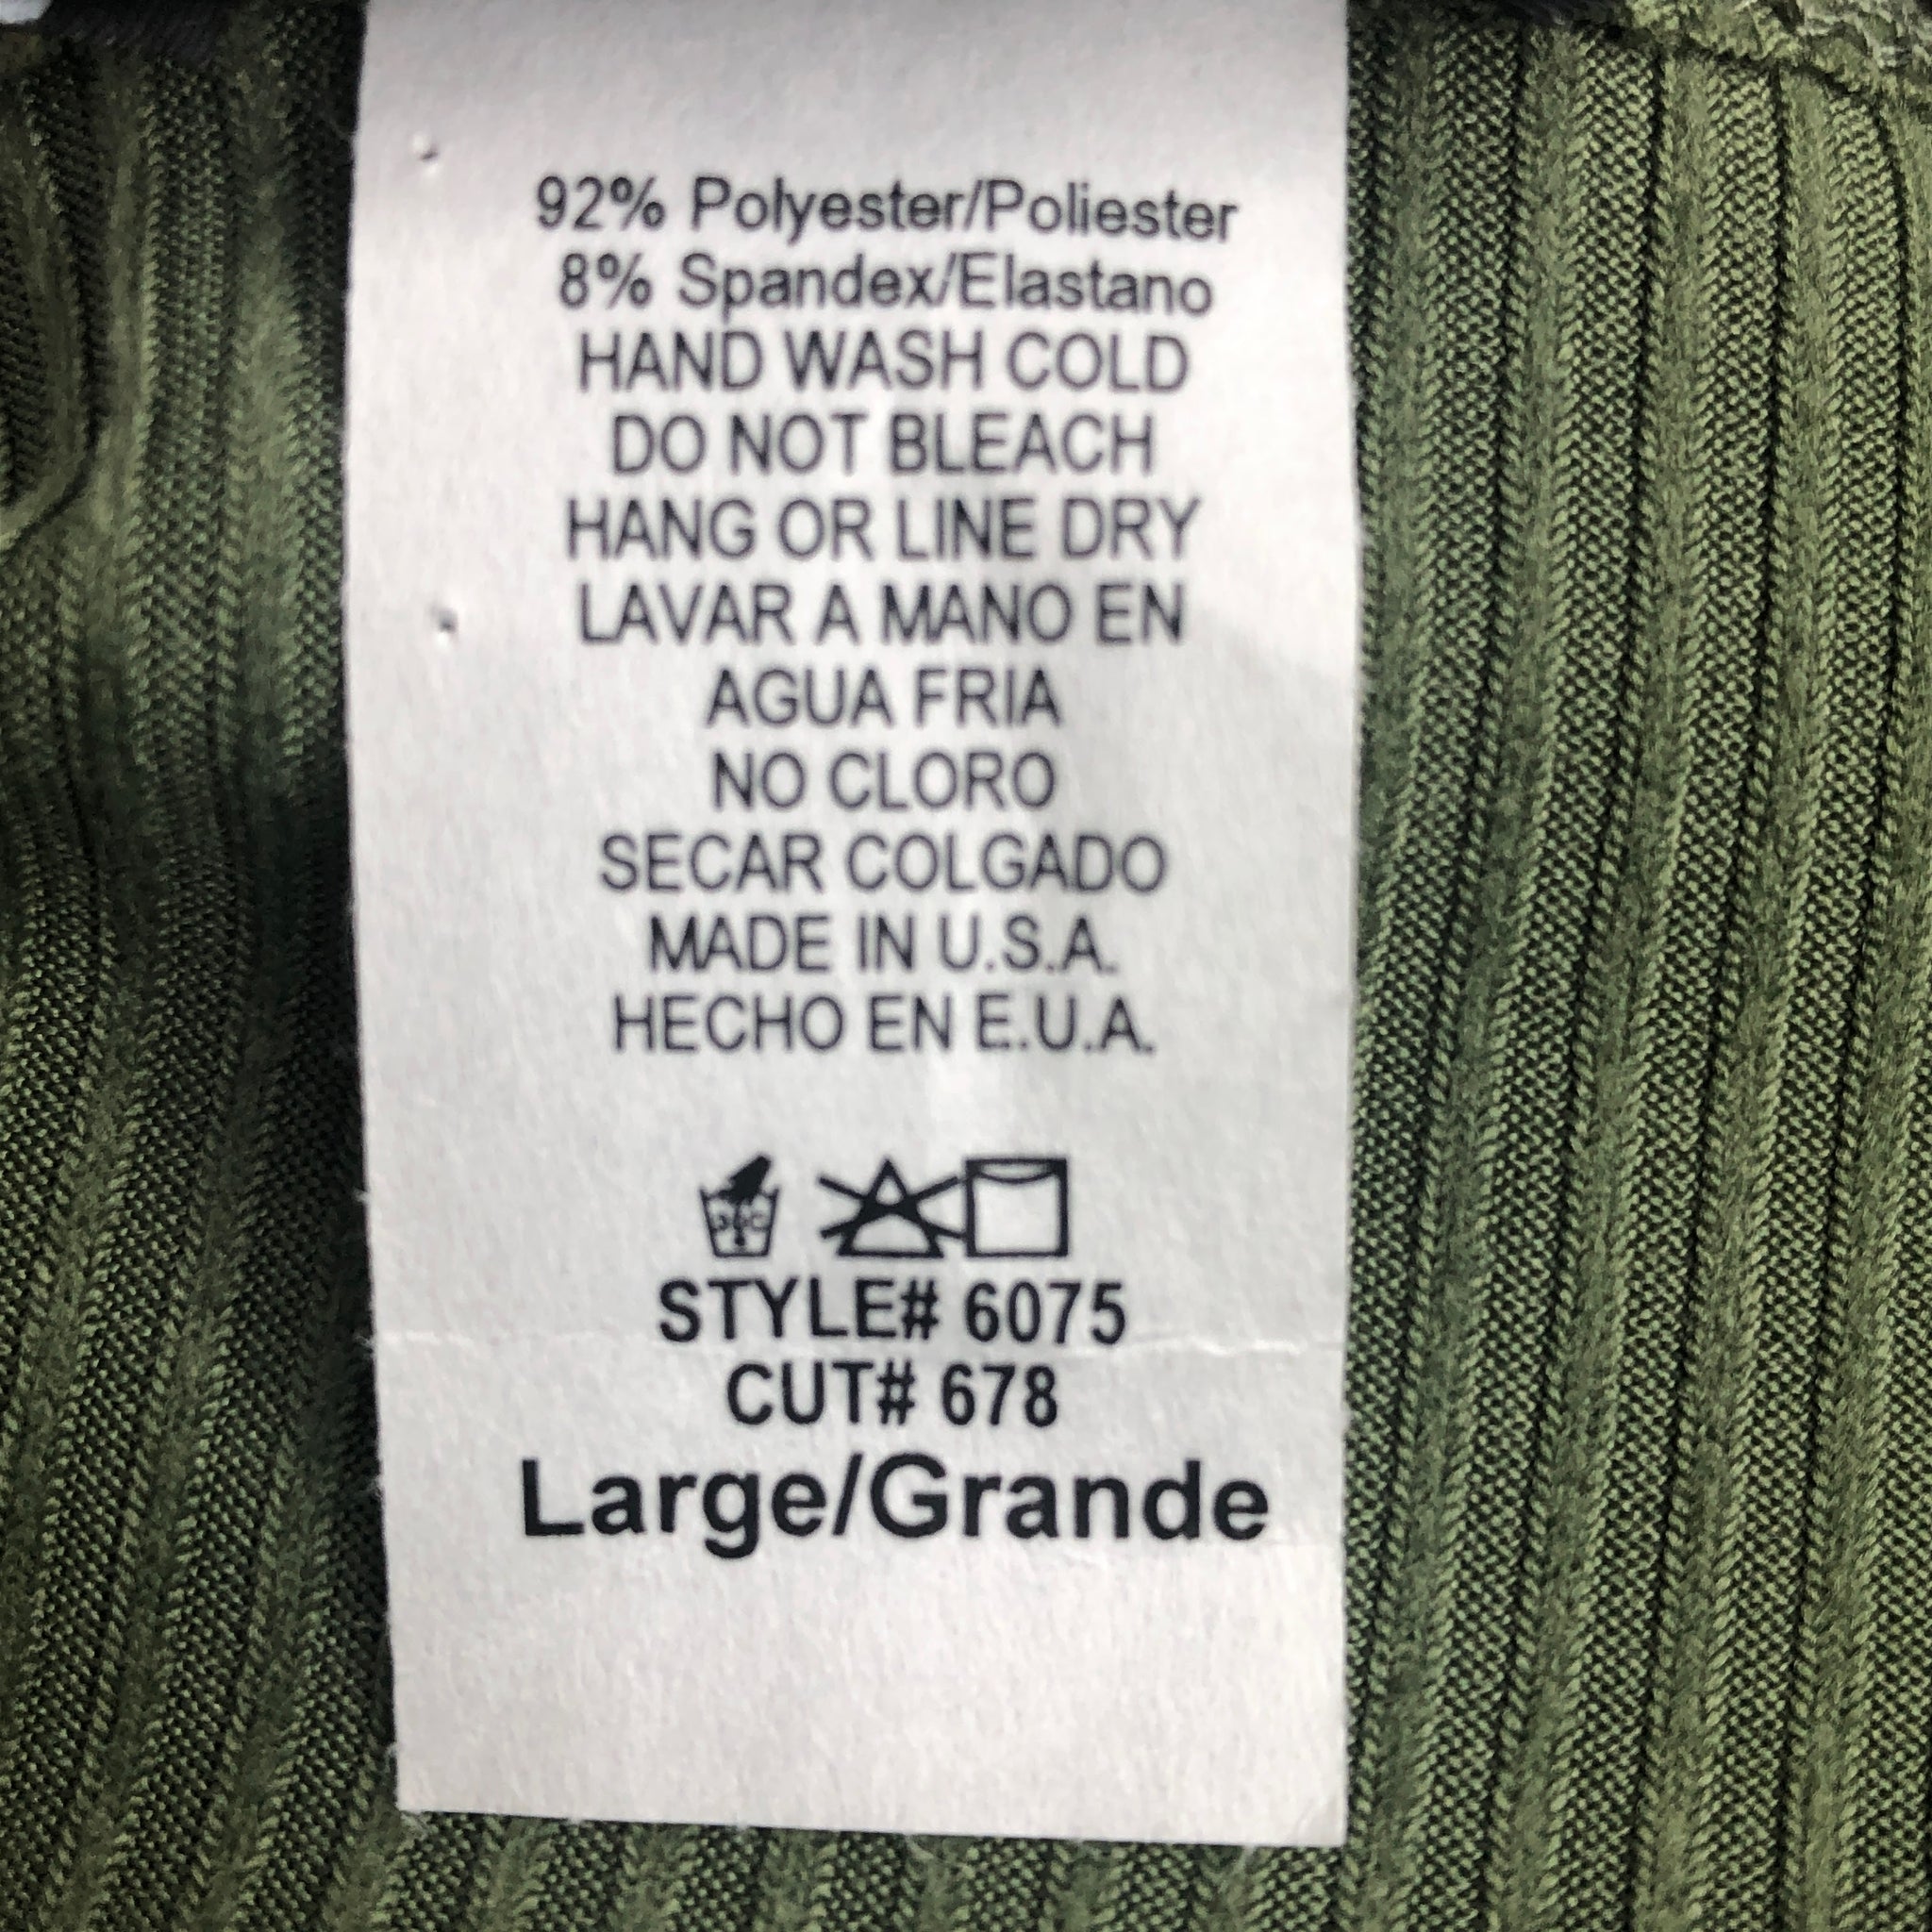 92% Polyester/Poliester
8% Spandex/Elastano
HAND WASH COLD
DO NOT BLEACH
HANG OR LINE DRY
LAVAR A MANO EN
AGUA FRIA
NO CLORO
SECAR COLGADO
MADE IN U.S.A.
HECHO EN E.U.A.
STYLE# 6075
CUT# 678
Large/Grande